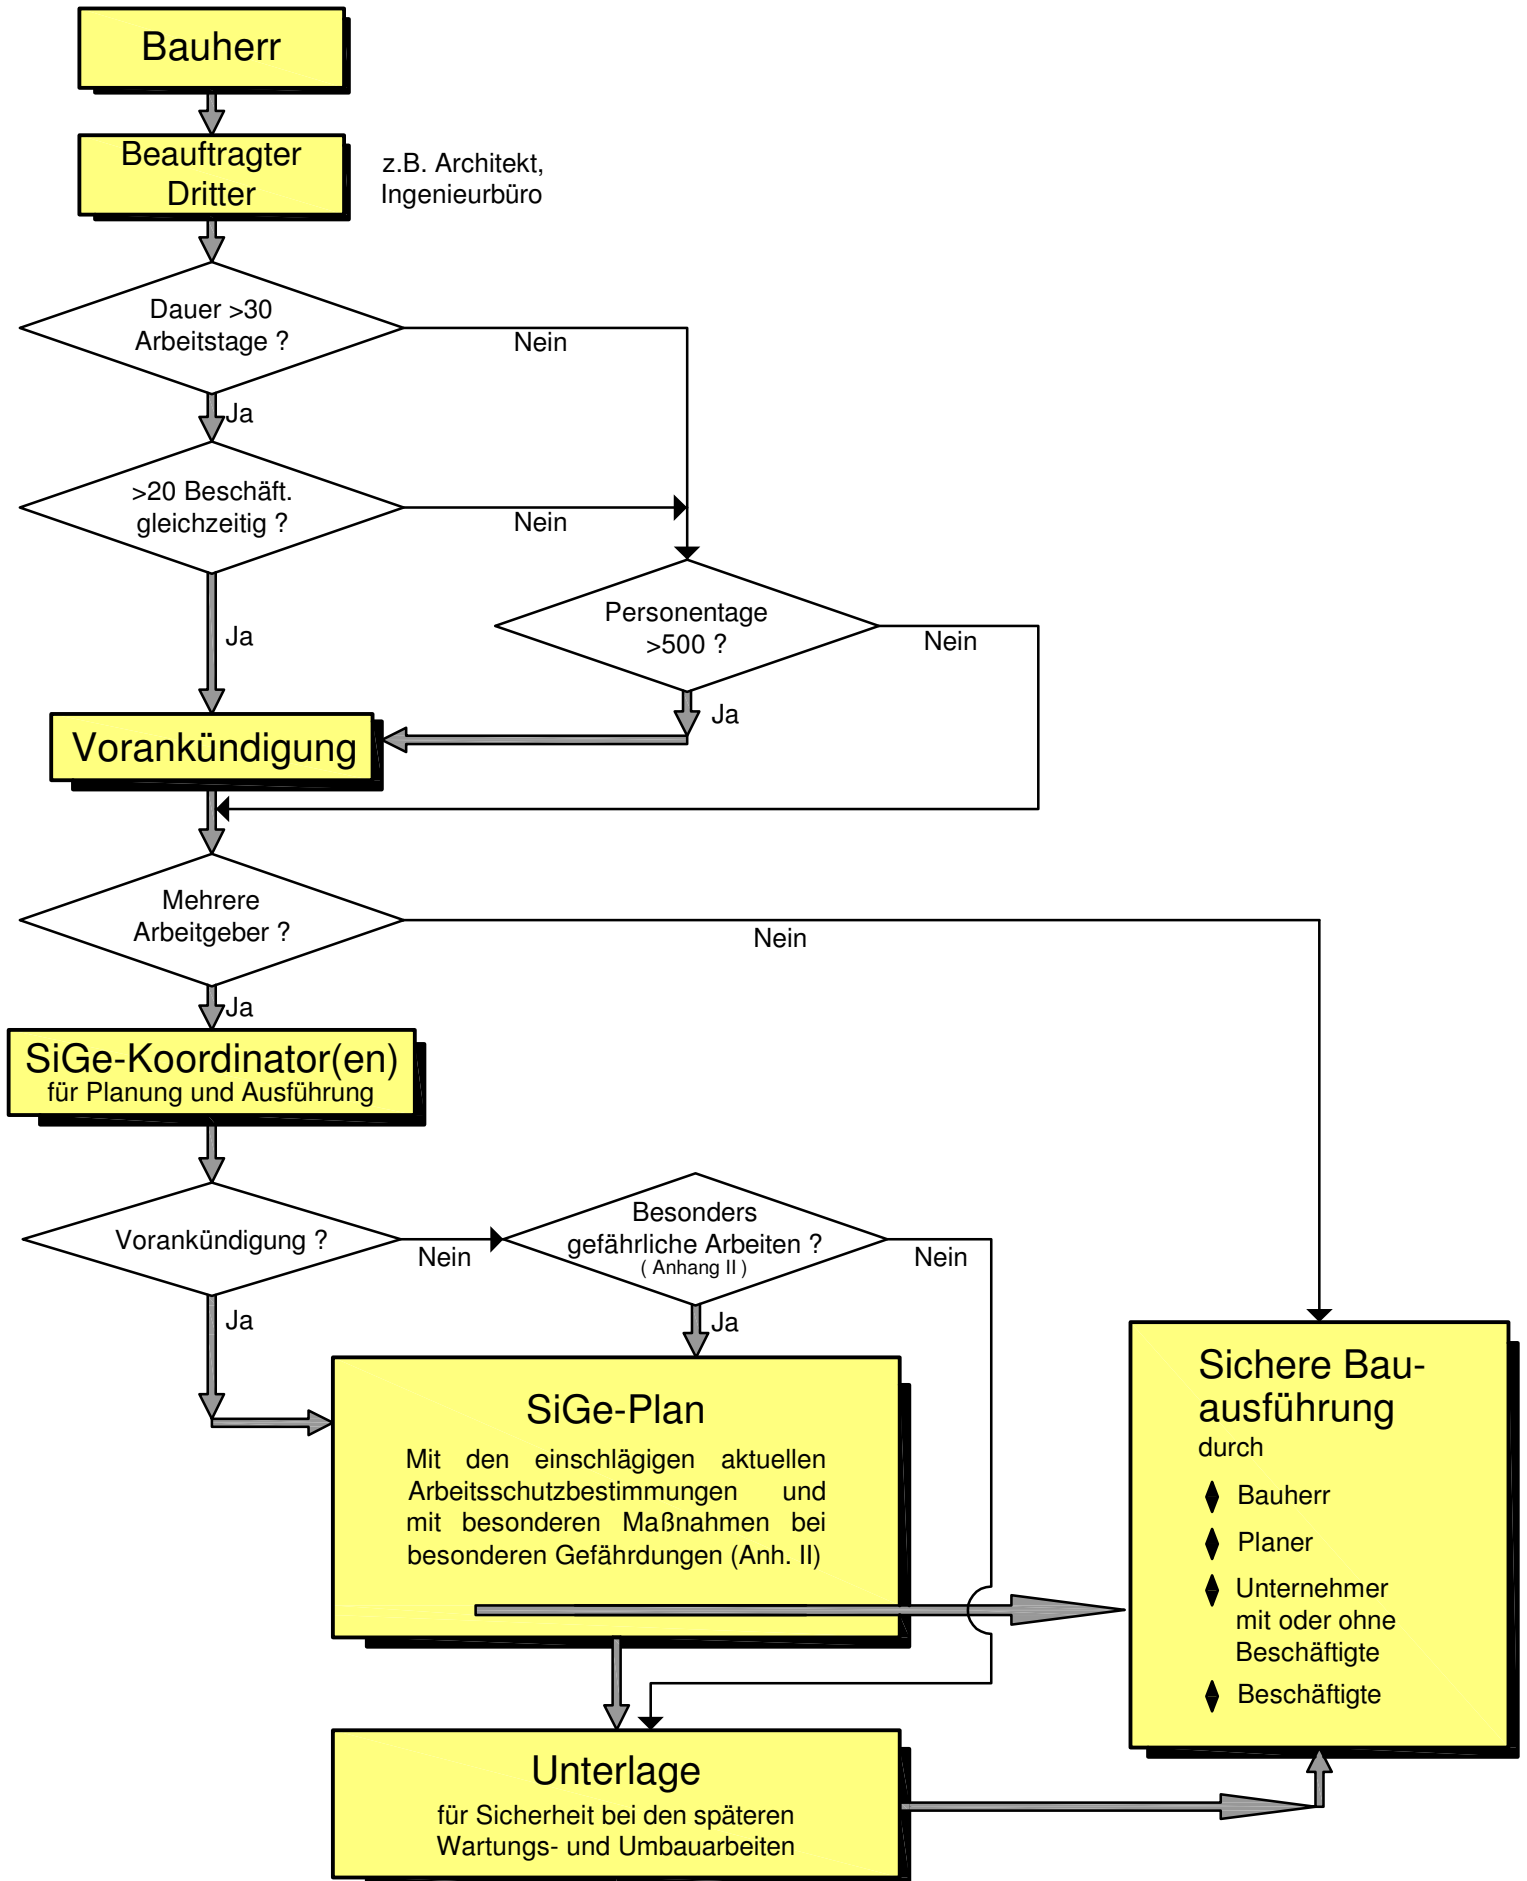 Bauherr
Beauftragter
Dritter
z.B. Architekt,
Ingenieurbüro
Dauer >30
Arbeitstage ?
Nein
Ja
>20 Beschäft.
gleichzeitig ?
Nein
Personentage
>500 ?
Nein
Ja
Ja
Vorankündigung
Mehrere
Arbeitgeber ?
Nein
Ja
SiGe-Koordinator(en)
für Planung und Ausführung
Vorankündigung ?
Nein
Besonders
gefährliche Arbeiten ?
( Anhang II )
Nein
Ja
Ja
SiGe-Plan
Mit den einschlägigen aktuellen
Arbeitsschutzbestimmungen und
mit besonderen Maßnahmen bei
besonderen Gefährdungen (Anh. II)
Sichere Bau-
ausführung
durch
Bauherr
Planer
Unternehmer
mit oder ohne
Beschäftigte
Beschäftigte
Unterlage
für Sicherheit bei den späteren
Wartungs- und Umbauarbeiten